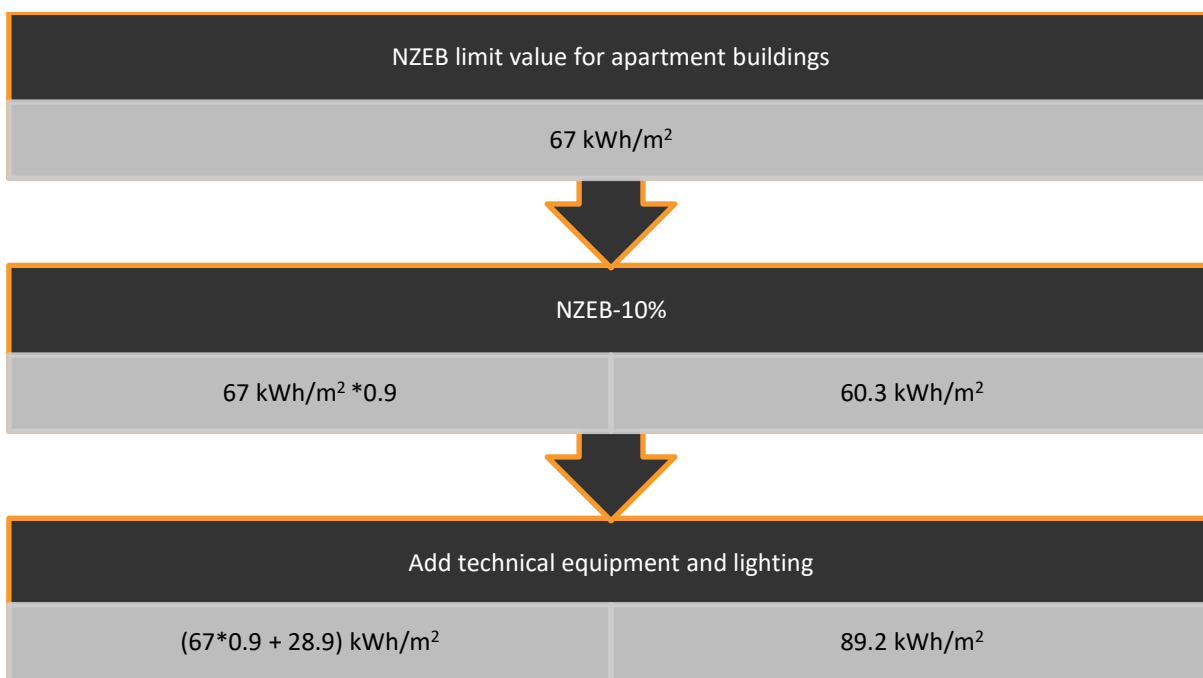 NZEB limit value for apartment buildings
67 kWh/m²
NZEB-10%
67 kWh/m² *0.9
60.3 kWh/m²
Add technical equipment and lighting
(67*0.9 + 28.9) kWh/m²
89.2 kWh/m²